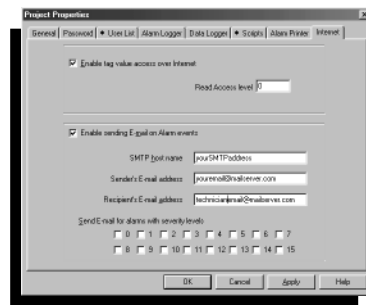 Project Properties
General Password User List Alarm Logger Data Logger Scripts Alarm Printer Internet
Enable tag value access over Internet
Read Access level 0
Enable sending E-mail on Alarm events
SMTP host name yourSMTPaddress
Sender's E-mail address youremail@mailserver.com
Recipient's E-mail address technicianemail@mailserver.com
Send E-mail for alarms with severity levels
0 1 2 3 4 5 6 7
8 9 10 11 12 13 14 15
OK Cancel Apply Help